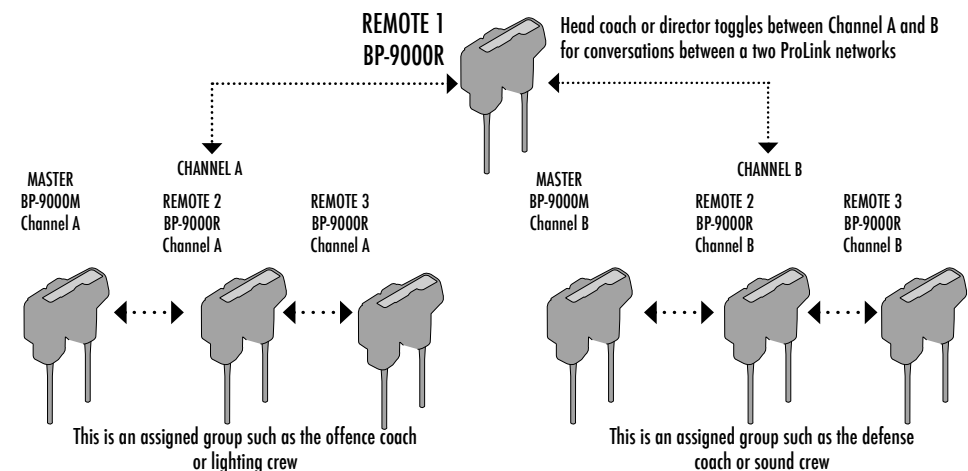 REMOTE 1
BP-9000R
Head coach or director toggles between Channel A and B
for conversations between a two ProLink networks
CHANNEL A
CHANNEL B
MASTER
BP-9000M
Channel A
REMOTE 2
BP-9000R
Channel A
REMOTE 3
BP-9000R
Channel A
MASTER
BP-9000M
Channel B
REMOTE 2
BP-9000R
Channel B
REMOTE 3
BP-9000R
Channel B
This is an assigned group such as the offence coach
or lighting crew
This is an assigned group such as the defense
coach or sound crew